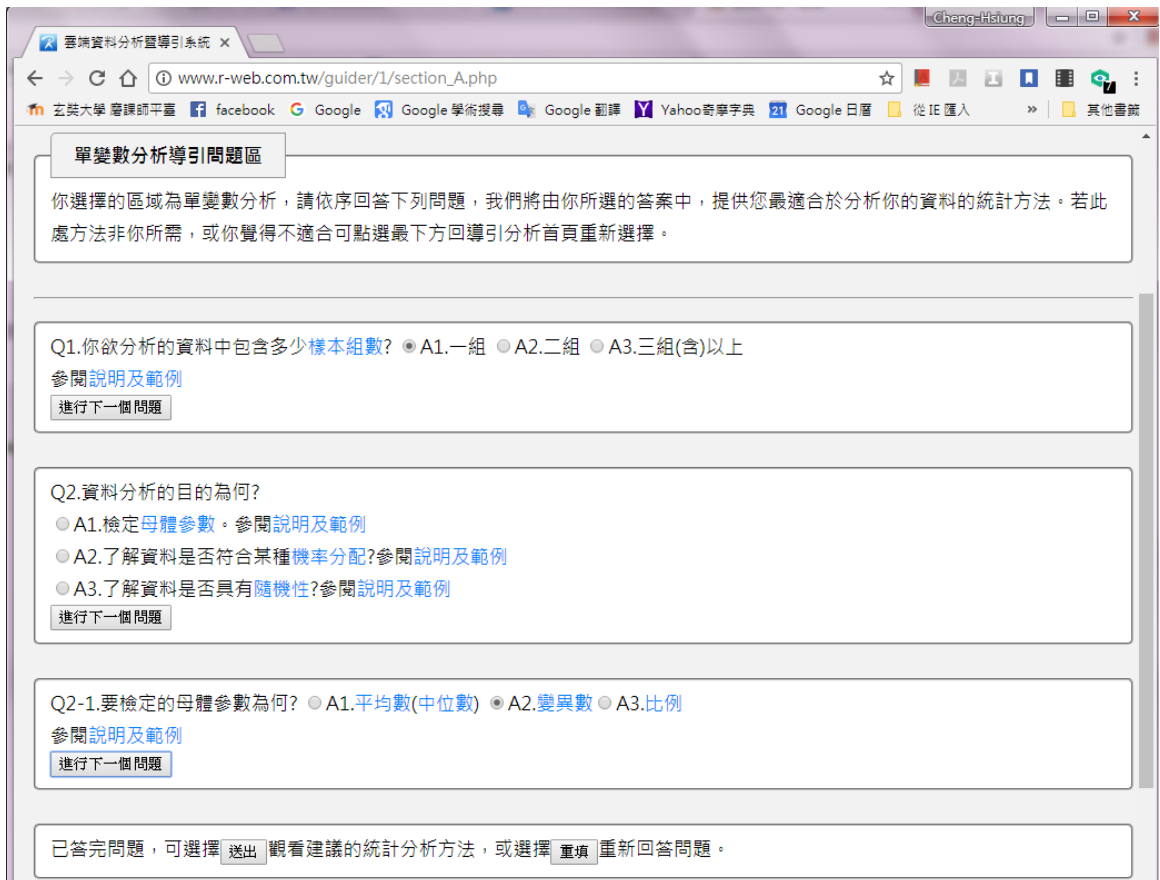 Cheng-Hsiung
雲端資料分析暨導引系統
www.r-web.com.tw/guider/1/section_A.php
玄奘大學 磨課師平臺 facebook Google Google 學術搜尋 Google 翻譯 Yahoo奇摩字典 21 Google 日曆 從 IE 匯入 » 其他書籤
7
單變數分析導引問題區
你選擇的區域為單變數分析,請依序回答下列問題,我們將由你所選的答案中,提供您最適合於分析你的資料的統計方法。若此
處方法非你所需,或你覺得不適合可點選最下方回導引分析首頁重新選擇。
Q1.你欲分析的資料中包含多少樣本組數? A1.一組 A2.二組 A3.三組(含)以上
參閱說明及範例
進行下一個問題
Q2.資料分析的目的為何?
A1.檢定母體參數。參閱說明及範例
A2.了解資料是否符合某種機率分配?參閱說明及範例
A3.了解資料是否具有隨機性?參閱說明及範例
進行下一個問題
Q2-1.要檢定的母體參數為何? A1.平均數(中位數) A2.變異數 A3.比例
參閱說明及範例
進行下一個問題
已答完問題,可選擇 送出 觀看建議的統計分析方法,或選擇 重填 重新回答問題。